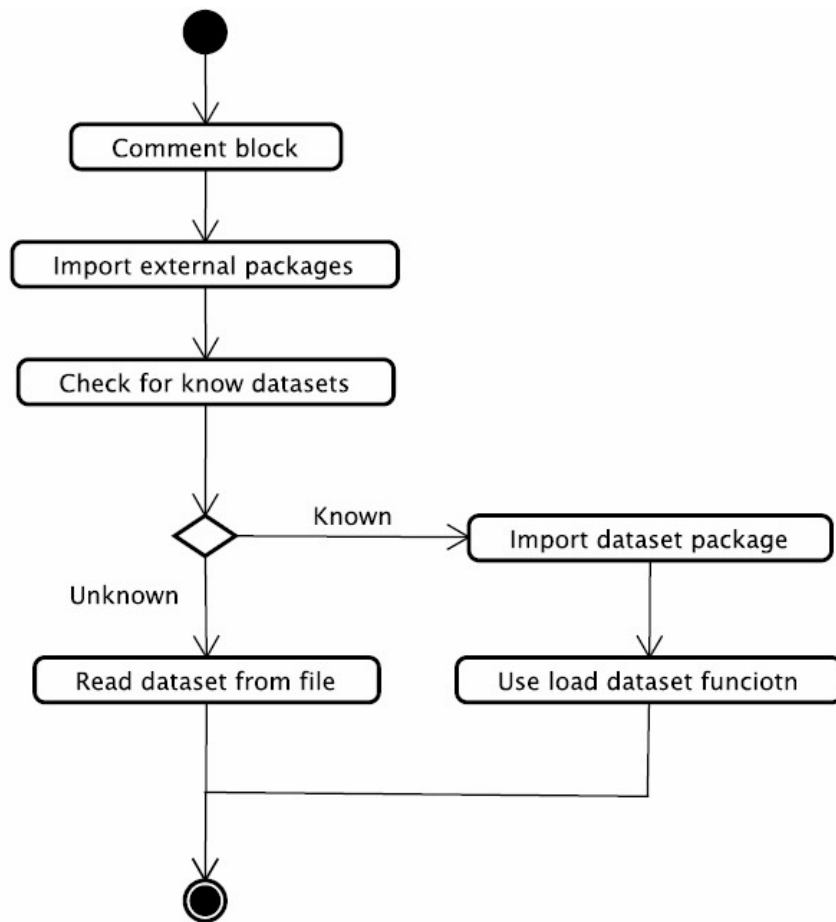 Comment block
Import external packages
Check for know datasets
Known
Import dataset package
Unknown
Read dataset from file
Use load dataset funciotn